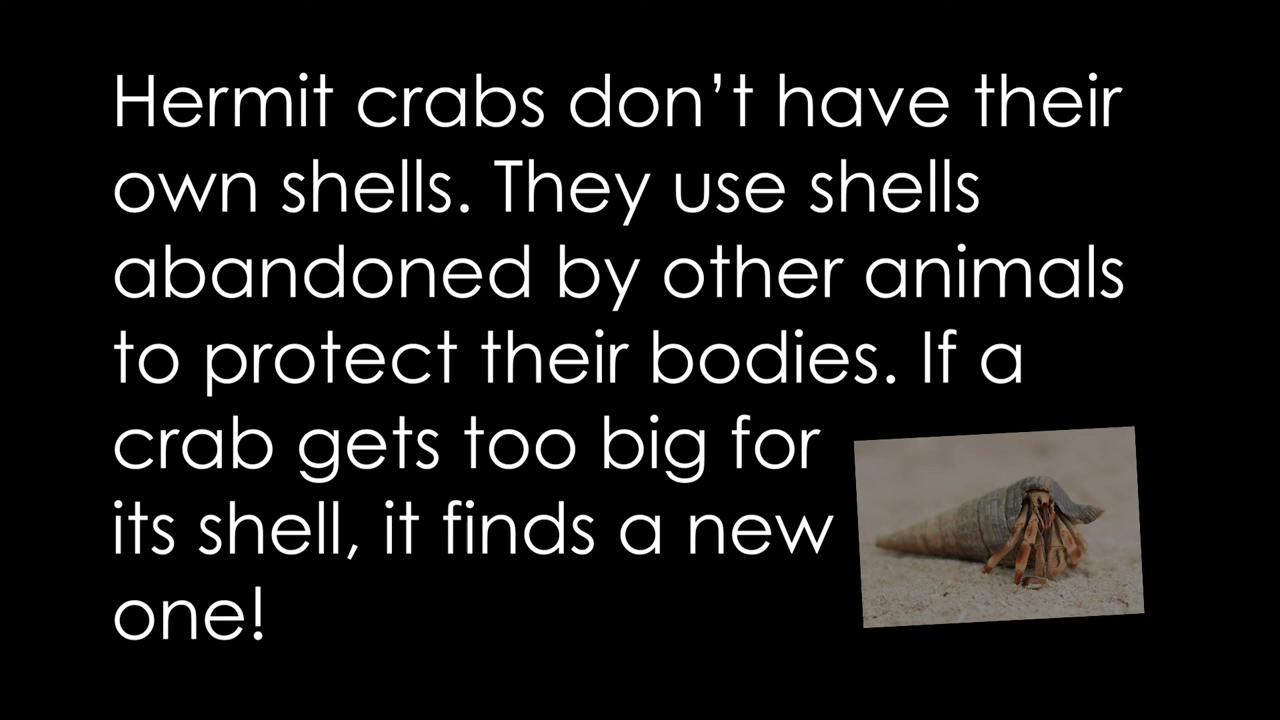 Hermit crabs don’t have their
own shells. They use shells
abandoned by other animals
to protect their bodies. If a
crab gets too big for
its shell, it finds a new
one!